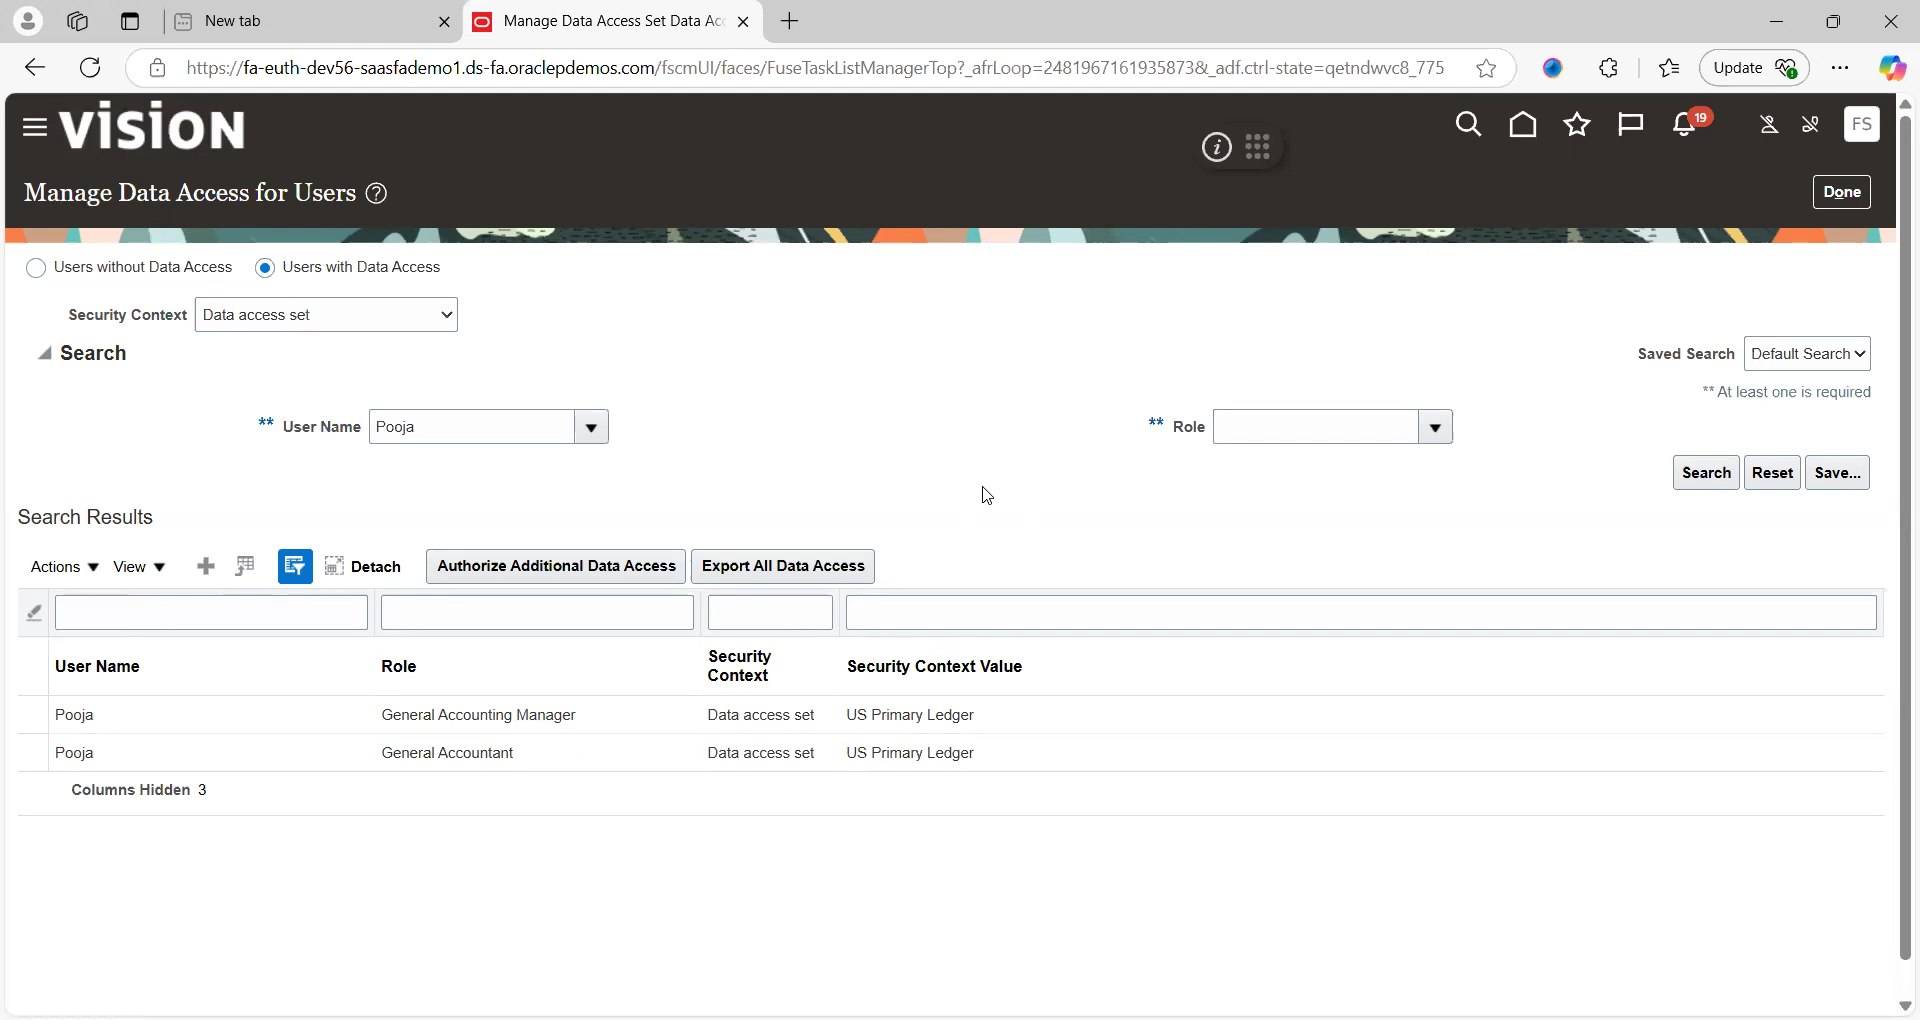 New tab
Manage Data Access Set Data Acc
https://fa-euth-dev56-saasfademo1.ds-fa.oraclepdemos.com/fscmUI/faces/FuseTaskListManagerTop?_afrLoop=2481967161935873&_adf.ctrl-state=qetndwvc8_775
Update
VISION
19
FS
Manage Data Access for Users
Done
Users without Data Access
Users with Data Access
Security Context
Data access set
Search
Saved Search
Default Search
** At least one is required
** User Name
Pooja
** Role
Search
Reset
Save...
Search Results
Actions
View
Detach
Authorize Additional Data Access
Export All Data Access
User Name
Role
Security Context
Security Context Value
Pooja
General Accounting Manager
Data access set
US Primary Ledger
Pooja
General Accountant
Data access set
US Primary Ledger
Columns Hidden 3